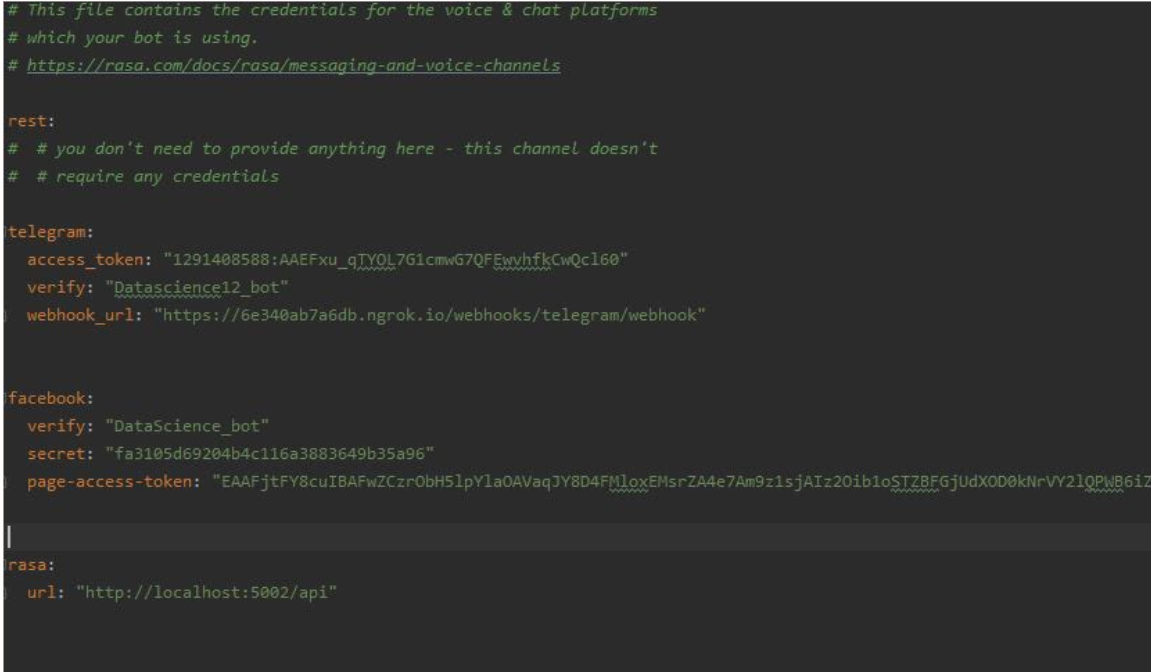 # This file contains the credentials for the voice & chat platforms
# which your bot is using.
# https://rasa.com/docs/rasa/messaging-and-voice-channels
rest:
#  # you don't need to provide anything here - this channel doesn't
#  # require any credentials
telegram:
  access_token: "1291408588:AAEFxu_qTYOL7G1cmwG7QFEwvhfkCwQcl60"
  verify: "Datascience12_bot"
  webhook_url: "https://6e340ab7a6db.ngrok.io/webhooks/telegram/webhook"
facebook:
  verify: "DataScience_bot"
  secret: "fa3105d69204b4c116a3883649b35a96"
  page-access-token: "EAAFjtFY8cuIBAFwZCzrObH5lpYlaOAVaqJY8D4FMloxEMsrZA4e7Am9z1sjAIz2Oib1oSTZBFGjUdXOD0kNrVY2lQPWB6iZ
rasa:
  url: "http://localhost:5002/api"